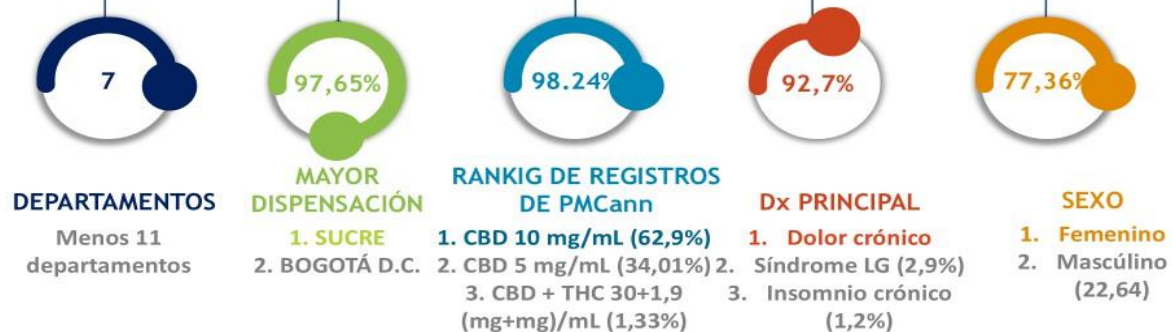 7
97,65%
98.24%
92,7%
77,36%
DEPARTAMENTOS
Menos 11
departamentos
MAYOR
DISPENSACIÓN
1. SUCRE
2. BOGOTÁ D.C.
RANKIG DE REGISTROS
DE PMCann
1. CBD 10 mg/mL (62,9%)
2. CBD 5 mg/mL (34,01%)
3. CBD + THC 30+1,9
(mg+mg)/mL (1,33%)
Dx PRINCIPAL
1. Dolor crónico
2. Síndrome LG (2,9%)
3. Insomnio crónico
(1,2%)
SEXO
1. Femenino
2. Mascúlino
(22,64)